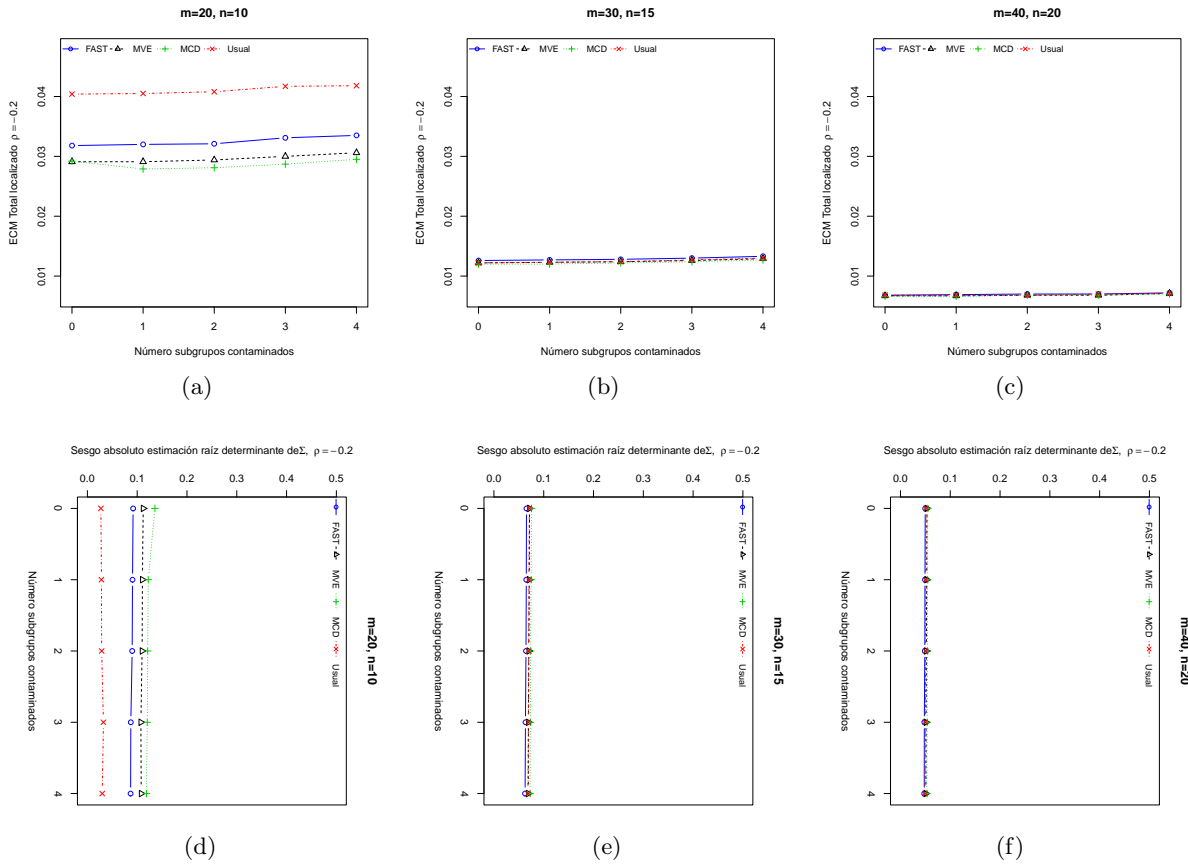 m=20, n=10
FAST MVE MCD Usual
ECM Total localizado ρ = −0.2
0.01 0.02 0.03 0.04
0 1 2 3 4
Número subgrupos contaminados
(a)
m=30, n=15
FAST MVE MCD Usual
ECM Total localizado ρ = −0.2
0.01 0.02 0.03 0.04
0 1 2 3 4
Número subgrupos contaminados
(b)
m=40, n=20
FAST MVE MCD Usual
ECM Total localizado ρ = −0.2
0.01 0.02 0.03 0.04
0 1 2 3 4
Número subgrupos contaminados
(c)
Sesgo absoluto estimación raíz determinante deΣ, ρ = −0.2
0.0 0.1 0.2 0.3 0.4 0.5
0 1 2 3 4
Número subgrupos contaminados
FAST MVE MCD Usual
m=20, n=10
(d)
Sesgo absoluto estimación raíz determinante deΣ, ρ = −0.2
0.0 0.1 0.2 0.3 0.4 0.5
0 1 2 3 4
Número subgrupos contaminados
FAST MVE MCD Usual
m=30, n=15
(e)
Sesgo absoluto estimación raíz determinante deΣ, ρ = −0.2
0.0 0.1 0.2 0.3 0.4 0.5
0 1 2 3 4
Número subgrupos contaminados
FAST MVE MCD Usual
m=40, n=20
(f)